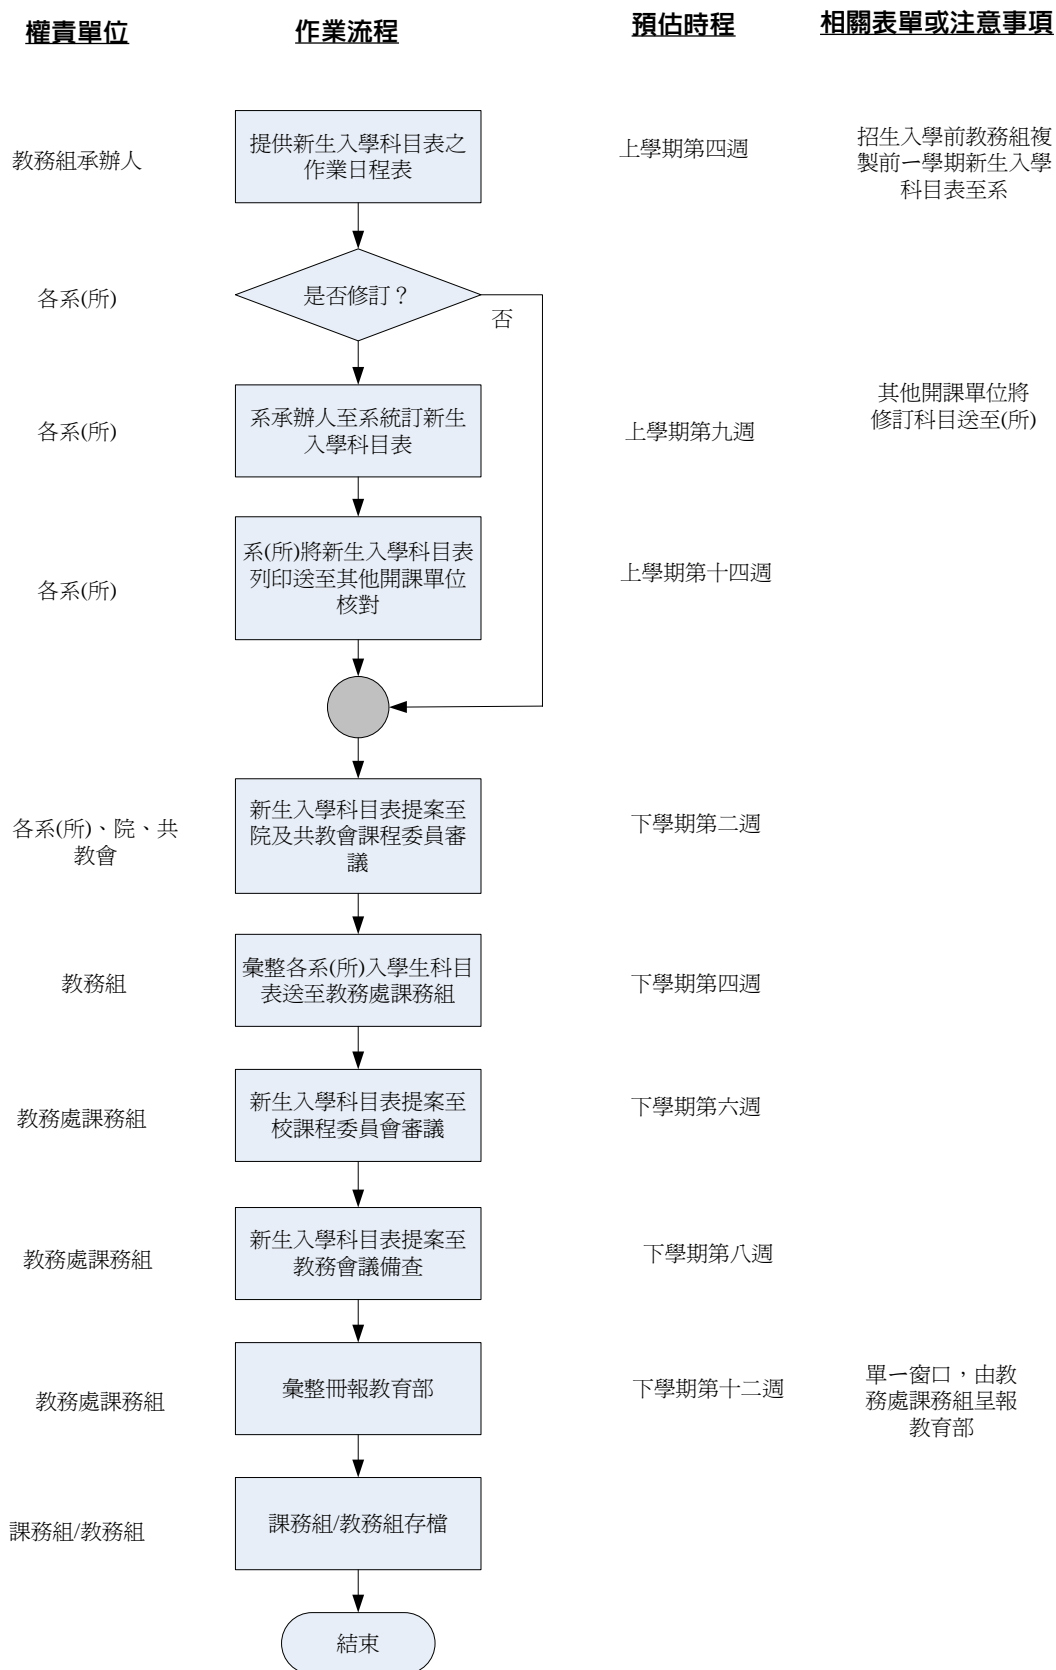 權責單位
作業流程
預估時程
相關表單或注意事項
教務組承辦人
提供新生入學科目表之
作業日程表
上學期第四週
招生入學前教務組複
製前一學期新生入學
科目表至系
各系(所)
是否修訂？
否
各系(所)
系承辦人至系統訂新生
入學科目表
上學期第九週
其他開課單位將
修訂科目送至(所)
各系(所)
系(所)將新生入學科目表
列印送至其他開課單位
核對
上學期第十四週
各系(所)、院、共
教會
新生入學科目表提案至
院及共教會課程委員審
議
下學期第二週
教務組
彙整各系(所)入學生科目
表送至教務處課務組
下學期第四週
教務處課務組
新生入學科目表提案至
校課程委員會審議
下學期第六週
教務處課務組
新生入學科目表提案至
教務會議備查
下學期第八週
教務處課務組
彙整冊報教育部
下學期第十二週
單一窗口，由教
務處課務組呈報
教育部
課務組/教務組
課務組/教務組存檔
結束